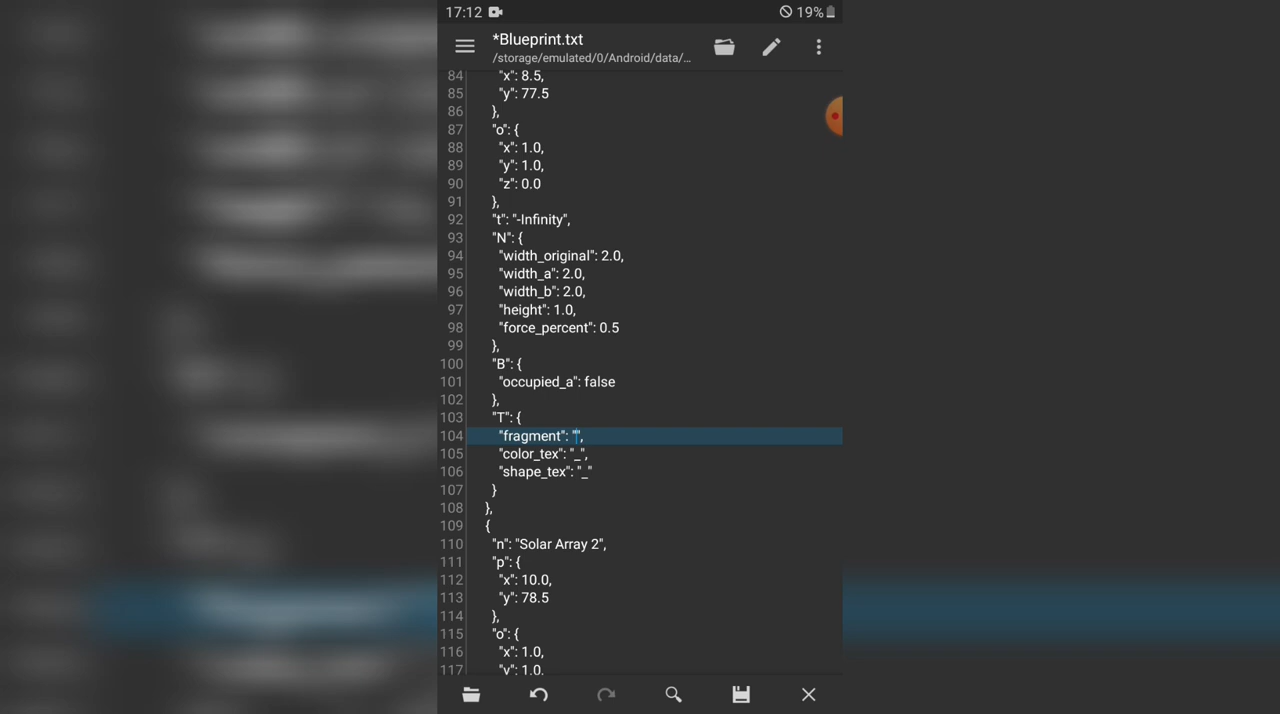 17:12
19%
*Blueprint.txt
/storage/emulated/0/Android/data/...
84 "x": 8.5,
85 "y": 77.5
86 },
87 "o": {
88 "x": 1.0,
89 "y": 1.0,
90 "z": 0.0
91 },
92 "t": "-Infinity",
93 "N": {
94 "width_original": 2.0,
95 "width_a": 2.0,
96 "width_b": 2.0,
97 "height": 1.0,
98 "force_percent": 0.5
99 },
100 "B": {
101 "occupied_a": false
102 },
103 "T": {
104 "fragment": "",
105 "color_tex": "_",
106 "shape_tex": "_"
107 }
108 },
109 {
110 "n": "Solar Array 2",
111 "p": {
112 "x": 10.0,
113 "y": 78.5
114 },
115 "o": {
116 "x": 1.0,
117 "y": 1.0,